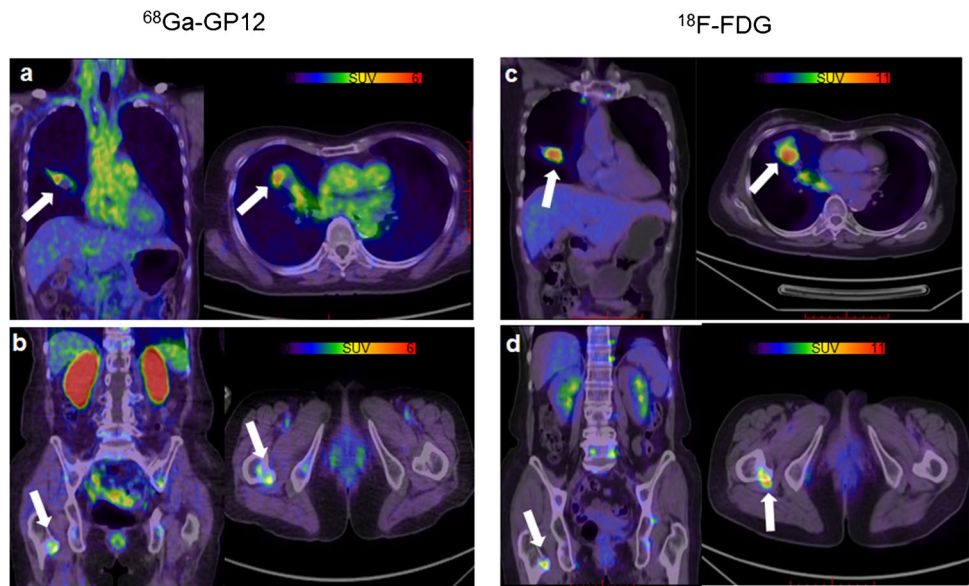 ⁶⁸Ga-GP12
¹⁸F-FDG
a
SUV 6
c
SUV 11
b
SUV 6
d
SUV 11